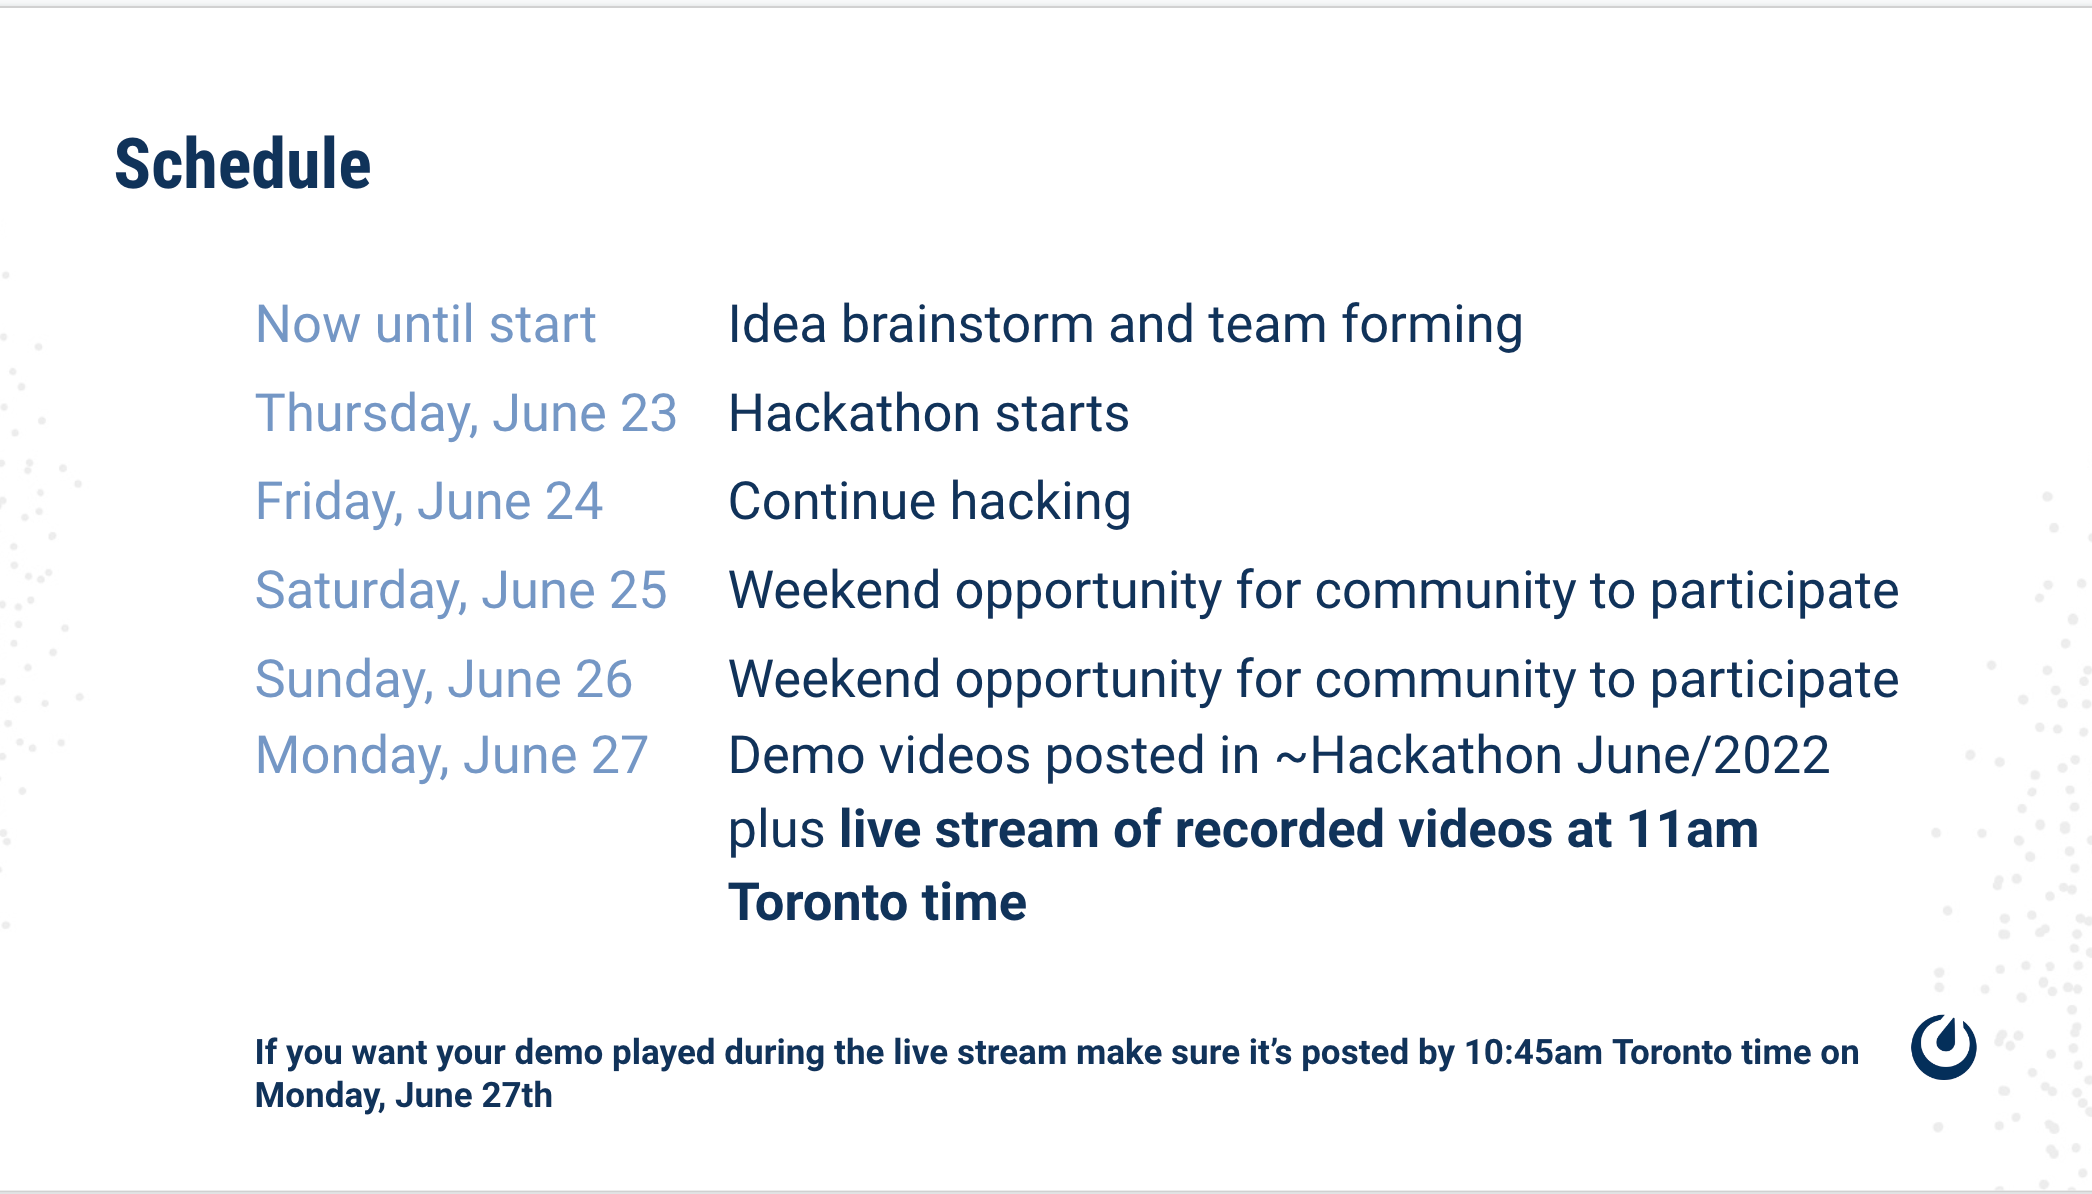 Schedule
Now until start Idea brainstorm and team forming
Thursday, June 23 Hackathon starts
Friday, June 24 Continue hacking
Saturday, June 25 Weekend opportunity for community to participate
Sunday, June 26 Weekend opportunity for community to participate
Monday, June 27 Demo videos posted in ~Hackathon June/2022
plus live stream of recorded videos at 11am
Toronto time
If you want your demo played during the live stream make sure it’s posted by 10:45am Toronto time on
Monday, June 27th